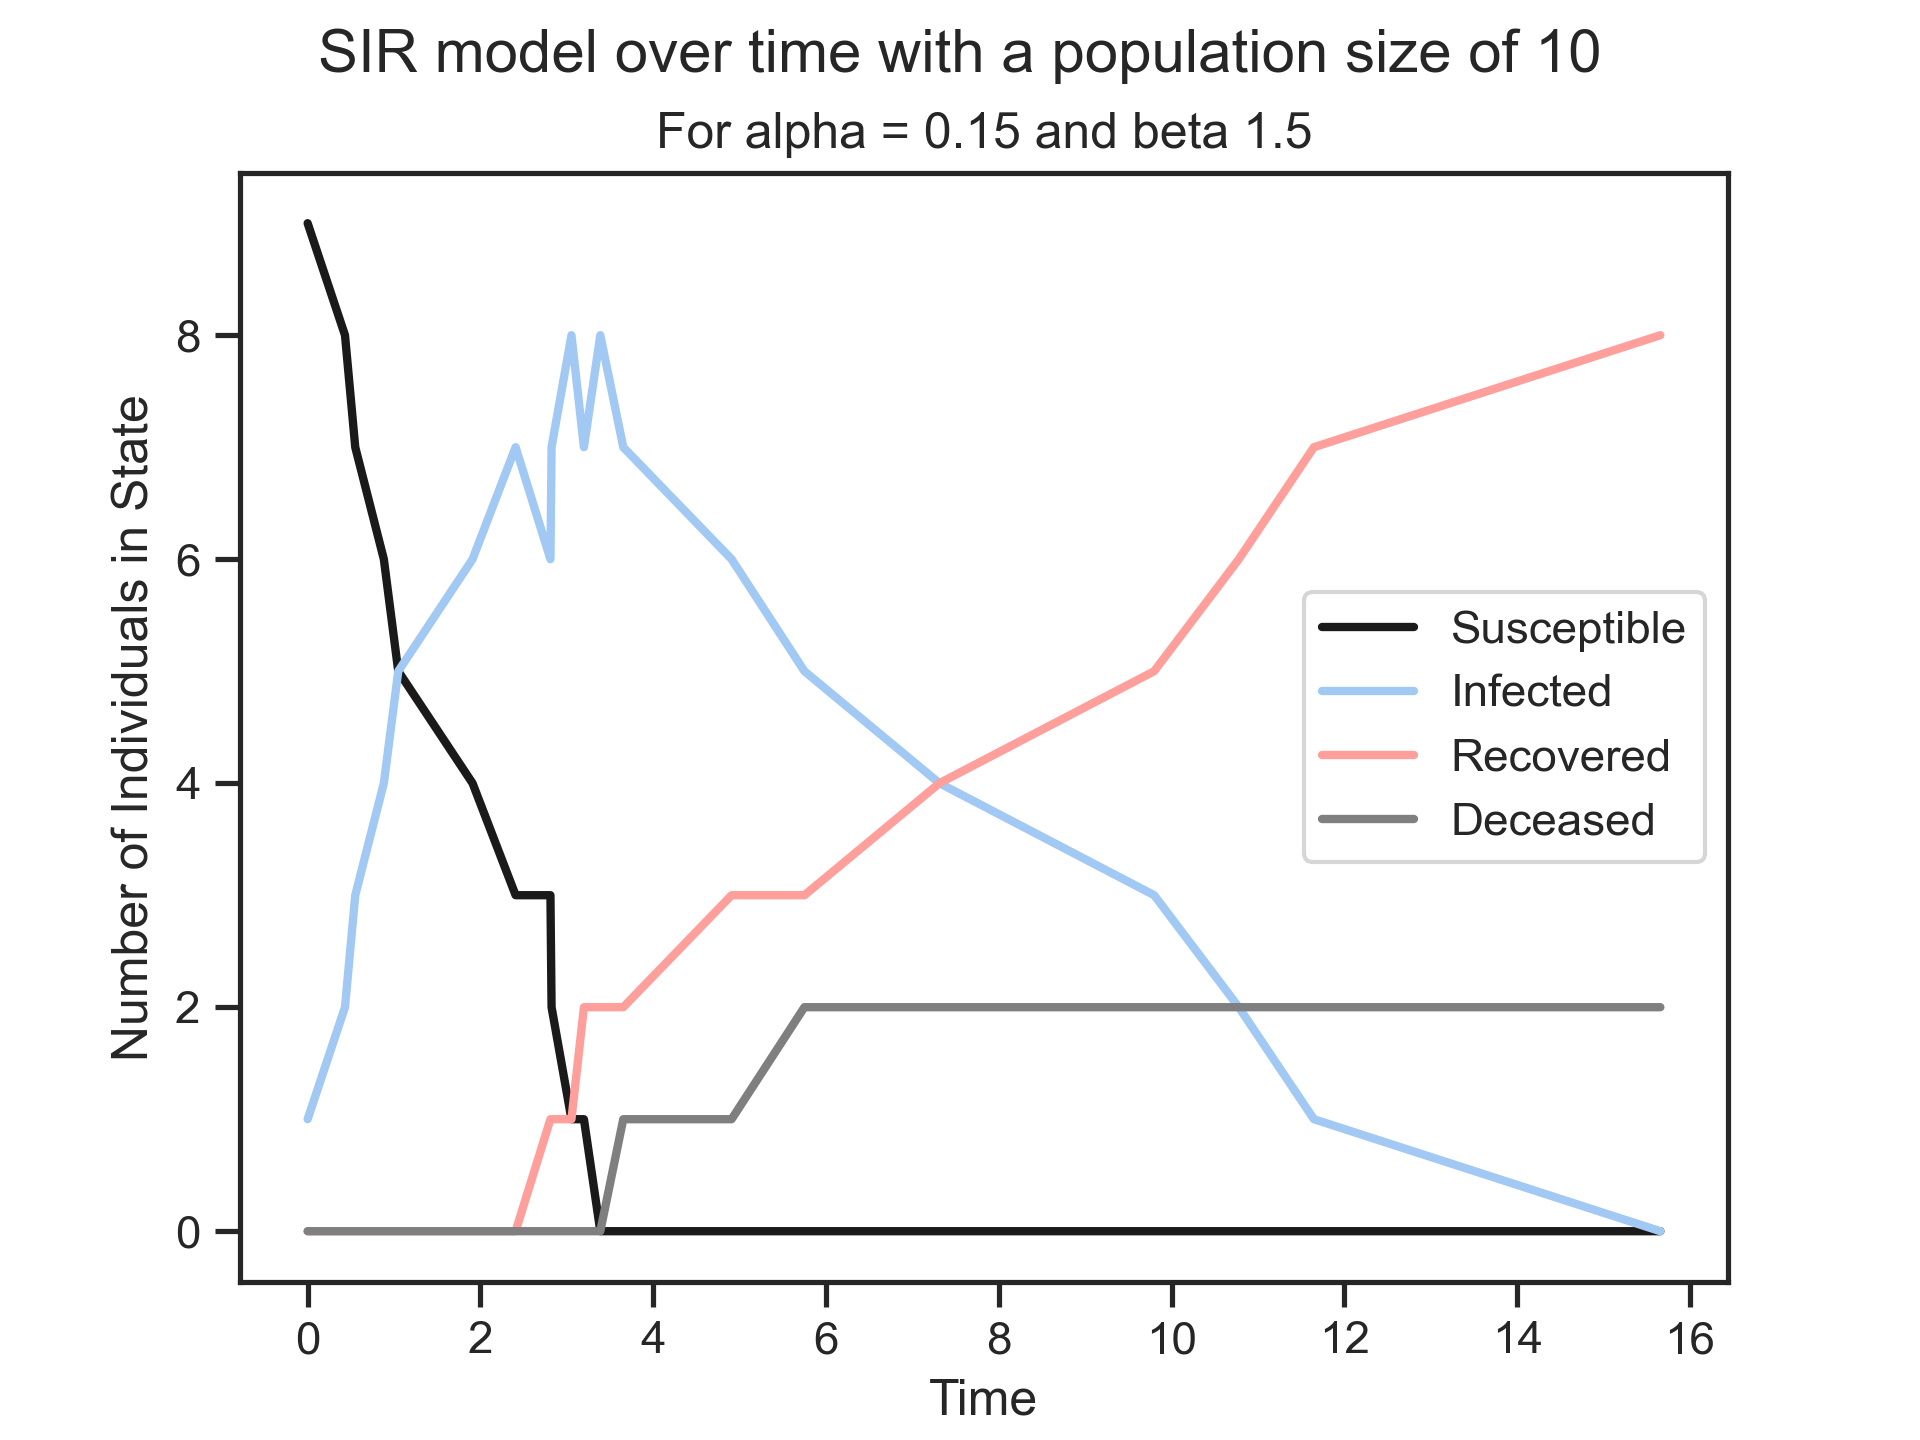 SIR model over time with a population size of 10
For alpha = 0.15 and beta 1.5
Number of Individuals in State
8
6
4
2
0
Susceptible
Infected
Recovered
Deceased
0 2 4 6 8 10 12 14 16
Time